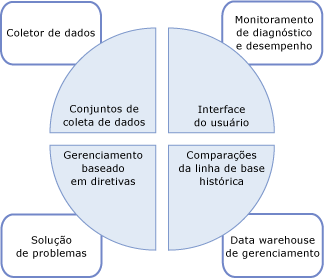 Coletor de dados
Monitoramento
de diagnóstico
e desempenho
Conjuntos de
coleta de dados
Interface
do usuário
Gerenciamento
baseado
em diretivas
Comparações
da linha de base
histórica
Solução
de problemas
Data warehouse
de gerenciamento